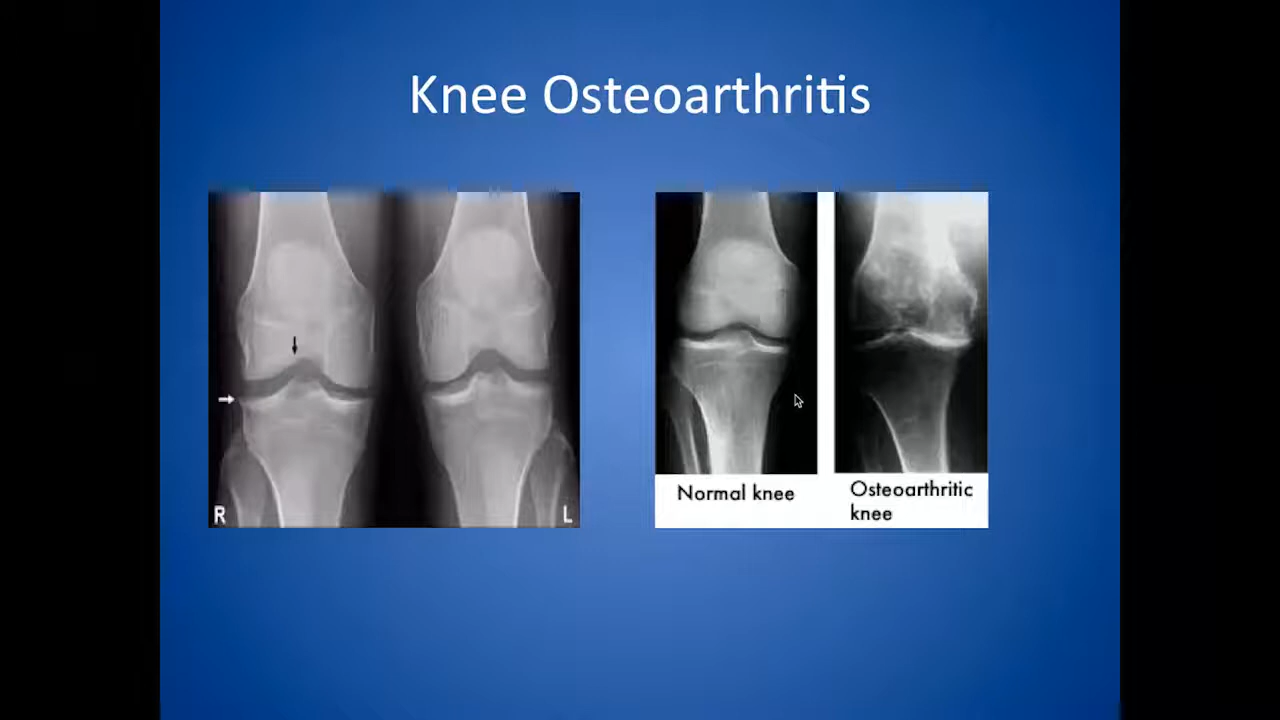 Knee Osteoarthritis
R
L
Normal knee
Osteoarthritic
knee